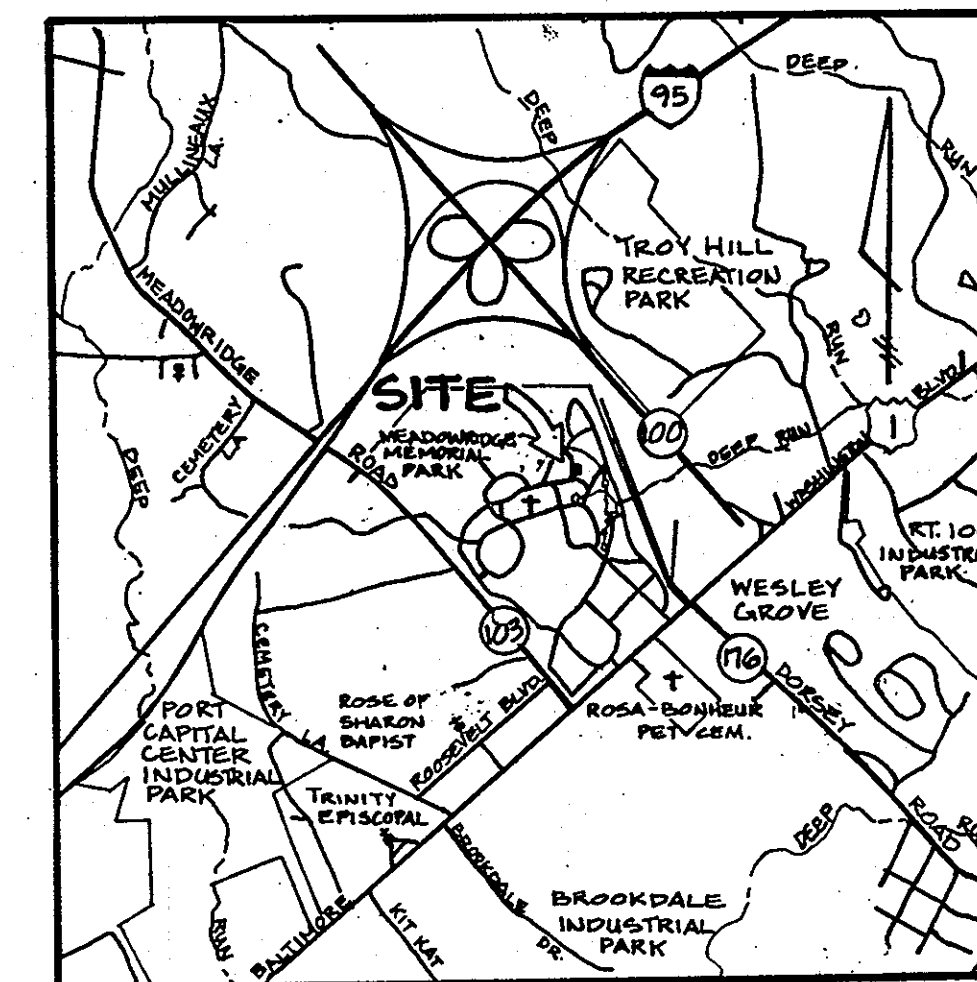 DEEP
95
DEEP
RUN
MULLINEAUX
LA.
TROY HILL
RECREATION
PARK
MEADOWRIDGE
RUN
SITE
BLVD
1
CEMETERY
LA
MEADOWRIDGE
MEMORIAL
PARK
ROAD
100
DEEP RUN
WASHINGTON
DEEP
RT. 10
INDUSTRI
PARK
WESLEY
GROVE
103
176
CEMETERY
LA.
DORSEY
ROSE OF
SHARON
BAPIST
ROOSEVELT BLVD.
ROSA-BONHEUR
PET CEM.
PORT
CAPITAL
CENTER
INDUSTRIAL
PARK
TRINITY
EPISCOPAL
DEEP
ROAD
BROOKDALE
DR.
BROOKDALE
INDUSTRIAL
PARK
RUN
BALTIMORE
KIT KAT